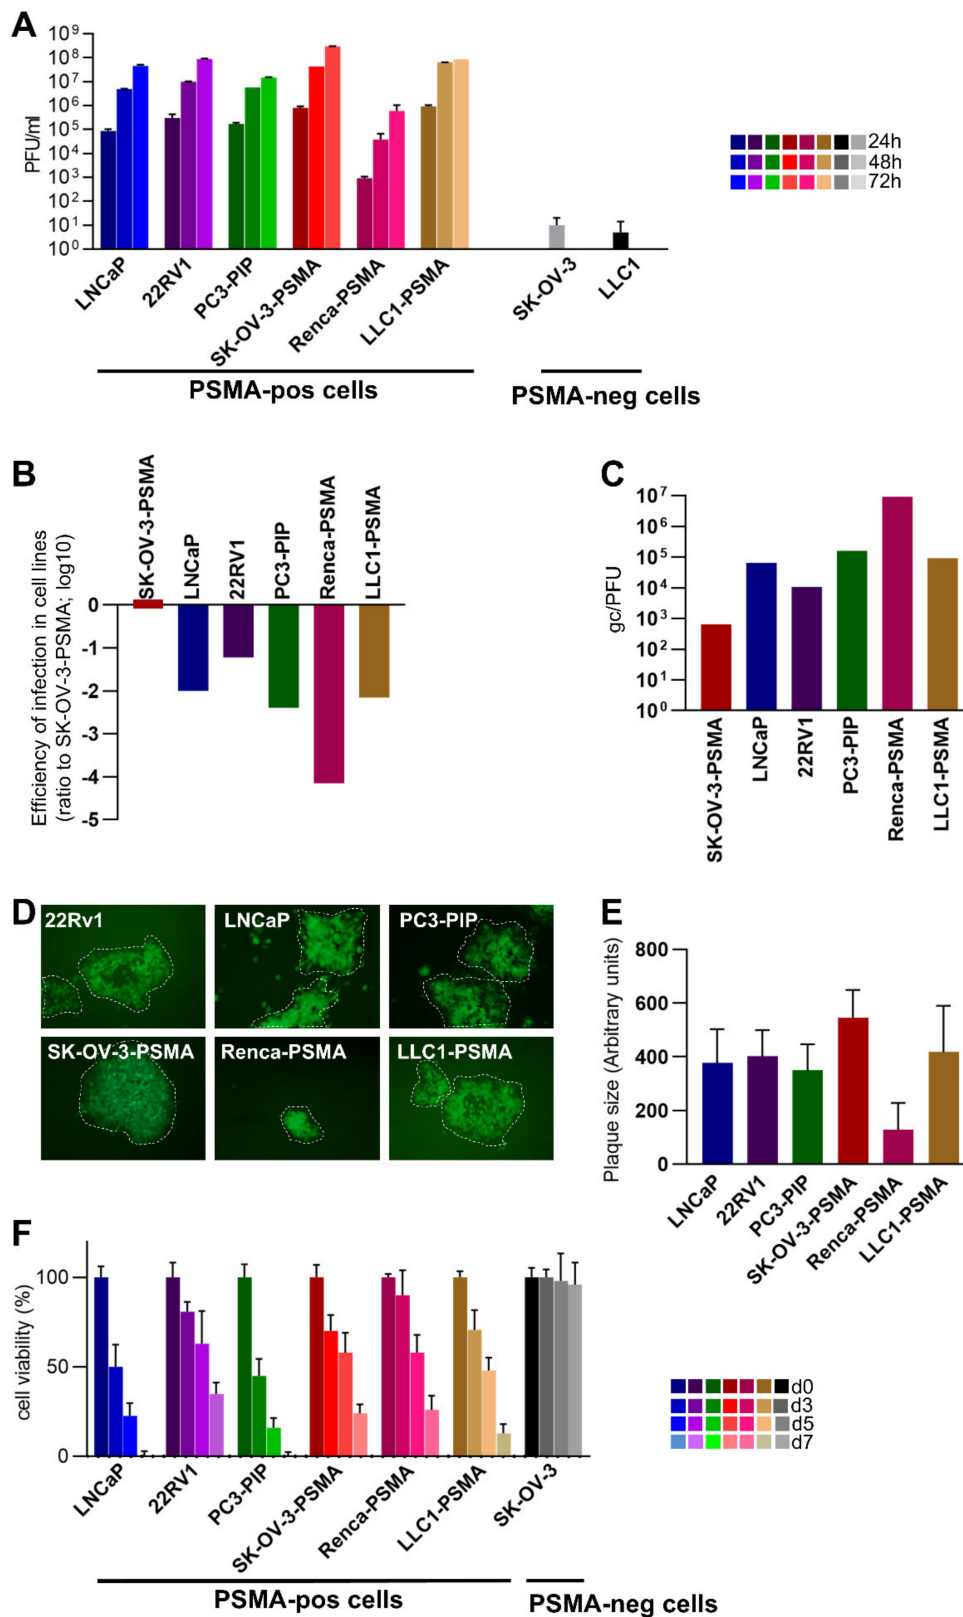 A
PFU/ml
10⁹
10⁸
10⁷
10⁶
10⁵
10⁴
10³
10²
10¹
10⁰
LNCaP
22RV1
PC3-PIP
SK-OV-3-PSMA
Renca-PSMA
LLC1-PSMA
SK-OV-3
LLC1
PSMA-pos cells
PSMA-neg cells
24h
48h
72h
B
Efficiency of infection in cell lines
(ratio to SK-OV-3-PSMA; log10)
0
-1
-2
-3
-4
-5
SK-OV-3-PSMA
LNCaP
22RV1
PC3-PIP
Renca-PSMA
LLC1-PSMA
C
gc/PFU
10⁷
10⁶
10⁵
10⁴
10³
10²
10¹
10⁰
SK-OV-3-PSMA
LNCaP
22RV1
PC3-PIP
Renca-PSMA
LLC1-PSMA
D
22Rv1
LNCaP
PC3-PIP
SK-OV-3-PSMA
Renca-PSMA
LLC1-PSMA
E
Plaque size (Arbitrary units)
800
600
400
200
0
LNCaP
22RV1
PC3-PIP
SK-OV-3-PSMA
Renca-PSMA
LLC1-PSMA
F
cell viability (%)
100
50
0
LNCaP
22RV1
PC3-PIP
SK-OV-3-PSMA
Renca-PSMA
LLC1-PSMA
SK-OV-3
PSMA-pos cells
PSMA-neg cells
d0
d3
d5
d7